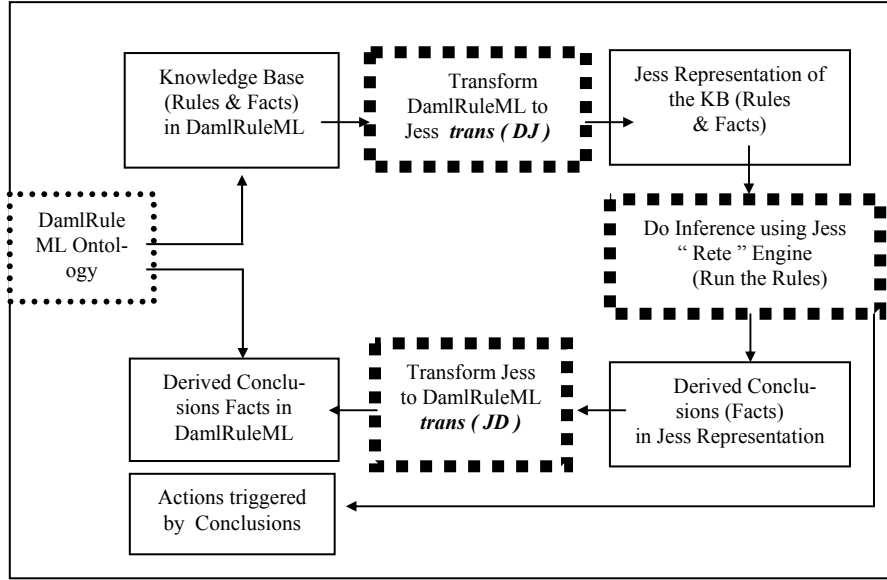 Knowledge Base
(Rules & Facts)
in DamlRuleML
Transform
DamlRuleML to
Jess trans ( DJ )
Jess Representation of
the KB (Rules
& Facts)
DamlRule
ML Ontol-
ogy
Do Inference using Jess
“ Rete ” Engine
(Run the Rules)
Derived Conclu-
sions Facts in
DamlRuleML
Transform Jess
to DamlRuleML
trans ( JD )
Derived Conclu-
sions (Facts)
in Jess Representation
Actions triggered
by Conclusions